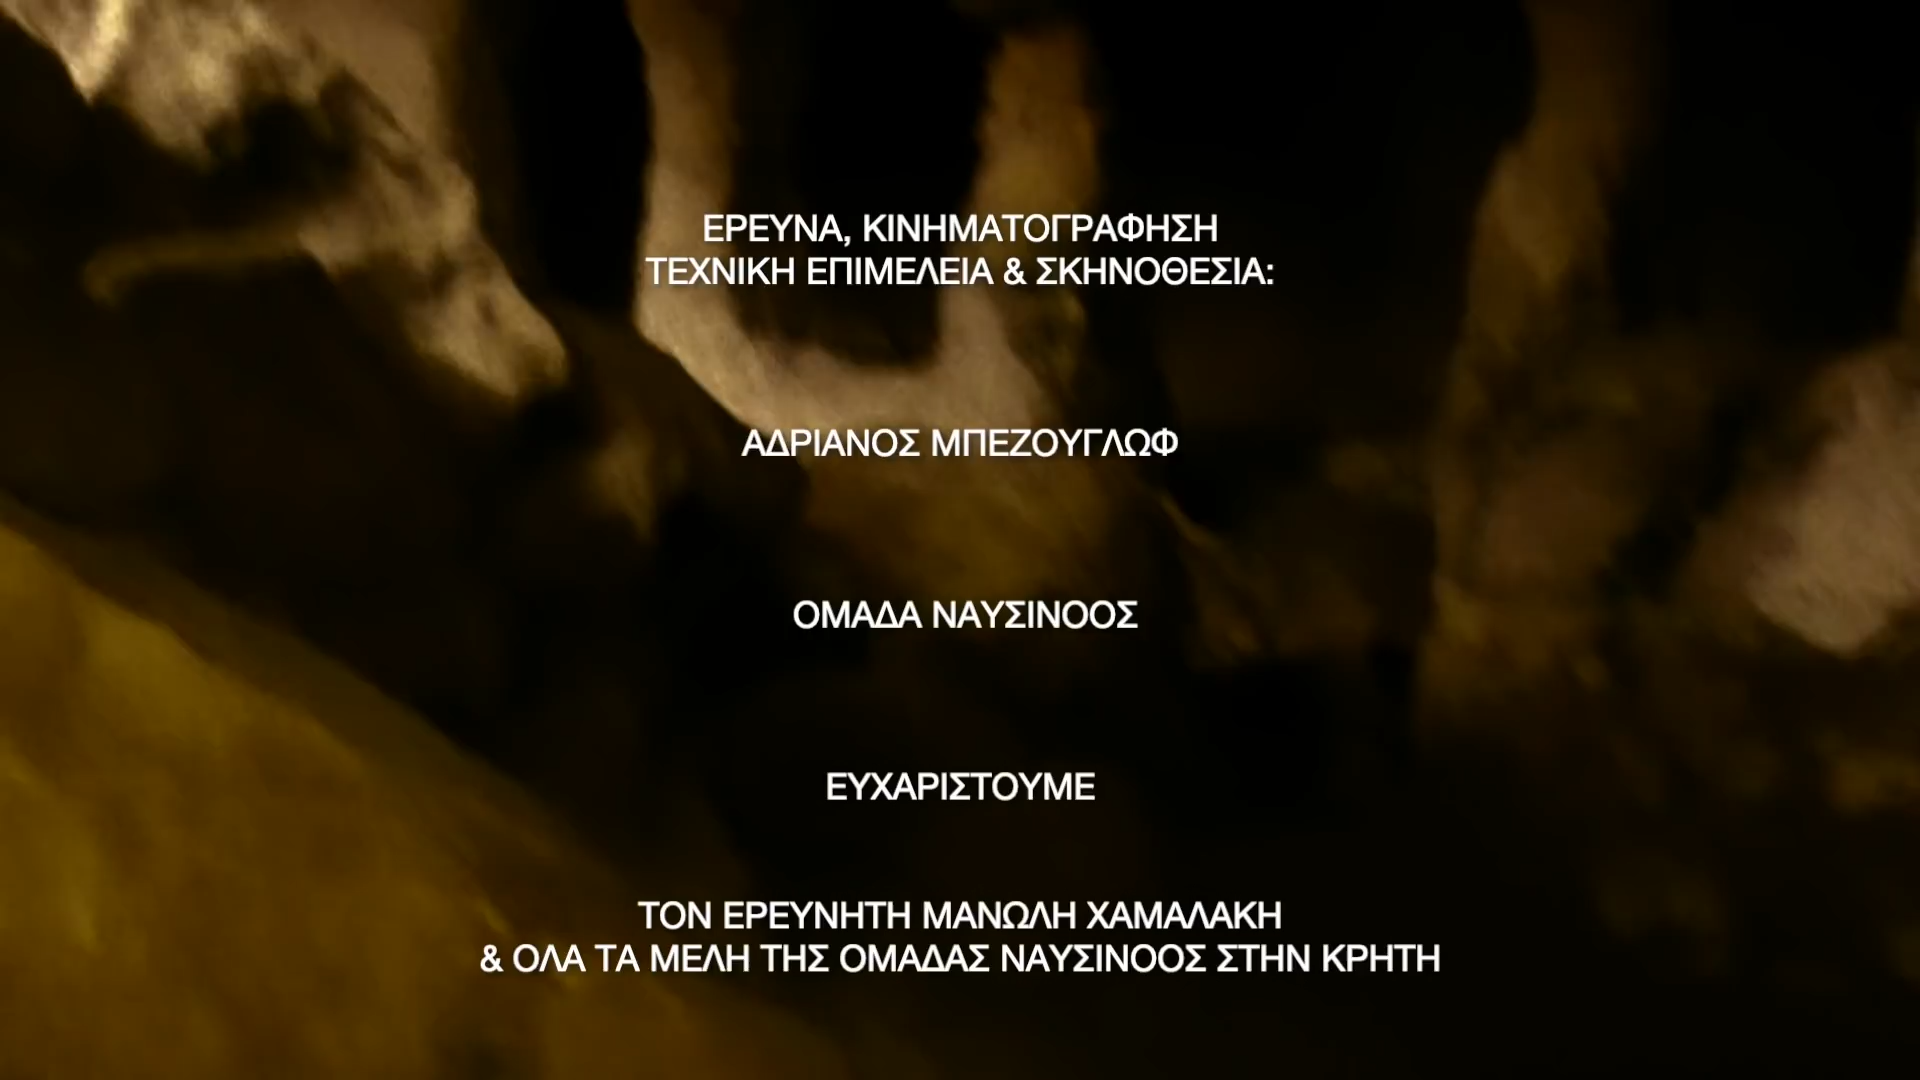 ΕΡΕΥΝΑ, ΚΙΝΗΜΑΤΟΓΡΑΦΗΣΗ
ΤΕΧΝΙΚΗ ΕΠΙΜΕΛΕΙΑ & ΣΚΗΝΟΘΕΣΙΑ:
ΑΔΡΙΑΝΟΣ ΜΠΕΖΟΥΓΛΩΦ
ΟΜΑΔΑ ΝΑΥΣΙΝΟΟΣ
ΕΥΧΑΡΙΣΤΟΥΜΕ
ΤΟΝ ΕΡΕΥΝΗΤΗ ΜΑΝΩΛΗ ΧΑΜΑΛΑΚΗ
& ΟΛΑ ΤΑ ΜΕΛΗ ΤΗΣ ΟΜΑΔΑΣ ΝΑΥΣΙΝΟΟΣ ΣΤΗΝ ΚΡΗΤΗ